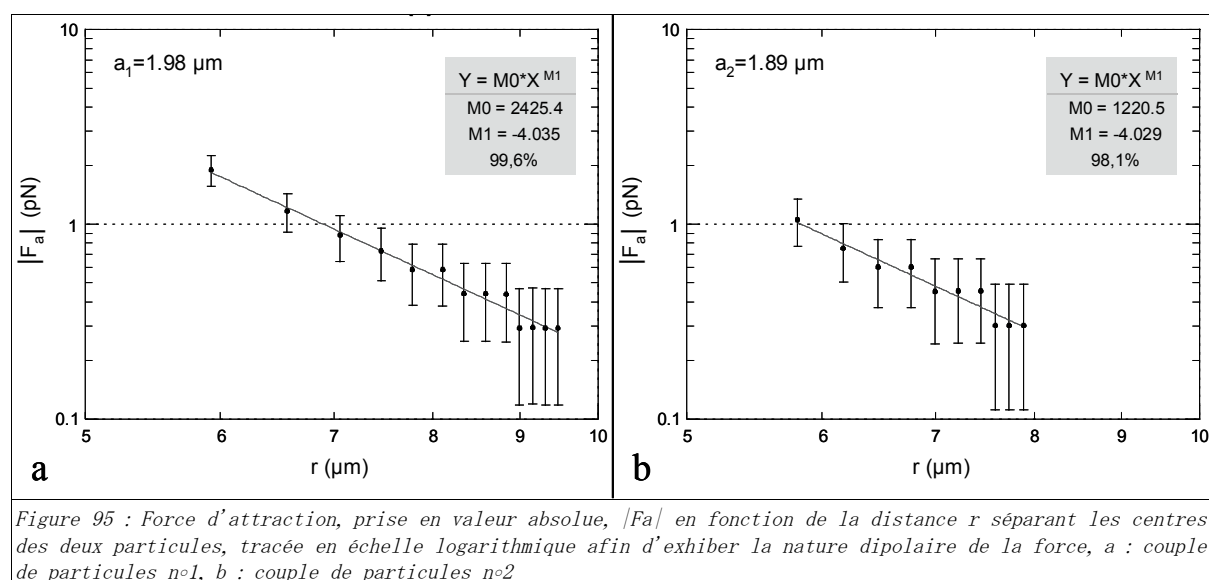 10
a1=1.98 µm
Y = M0*X M1
M0 = 2425.4
M1 = -4.035
99,6%
|Fa| (pN)
1
0.1
5 6 7 8 9 10
r (µm)
a
10
a2=1.89 µm
Y = M0*X M1
M0 = 1220.5
M1 = -4.029
98,1%
|Fa| (pN)
1
0.1
5 6 7 8 9 10
r (µm)
b
Figure 95 : Force d'attraction, prise en valeur absolue, |Fa| en fonction de la distance r séparant les centres
des deux particules, tracée en échelle logarithmique afin d'exhiber la nature dipolaire de la force, a : couple
de particules n°1, b : couple de particules n°2